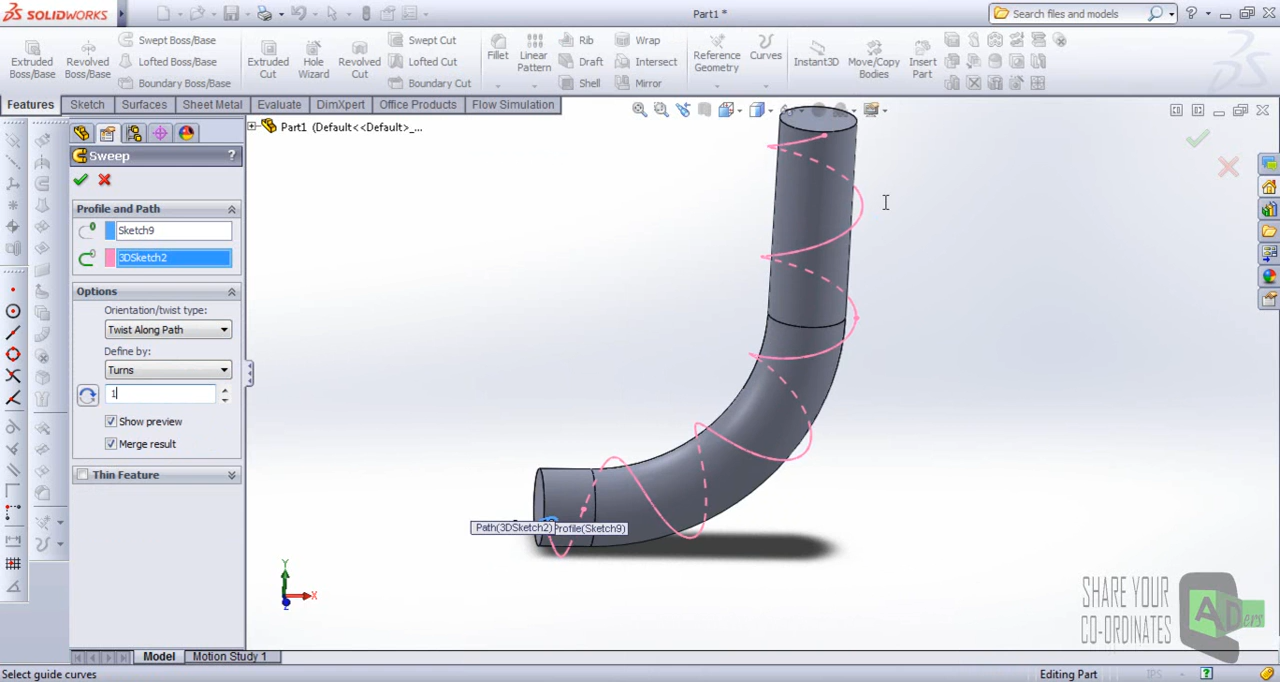 SOLIDWORKS
Part1 *
Search files and models
Extruded Boss/Base
Revolved Boss/Base
Swept Boss/Base
Lofted Boss/Base
Boundary Boss/Base
Extruded Cut
Hole Wizard
Revolved Cut
Swept Cut
Lofted Cut
Boundary Cut
Fillet
Linear Pattern
Rib
Draft
Shell
Wrap
Intersect
Mirror
Reference Geometry
Curves
Instant3D
Move/Copy Bodies
Insert Part
Features
Sketch
Surfaces
Sheet Metal
Evaluate
DimXpert
Office Products
Flow Simulation
Part1 (Default<<Default>_...
Sweep
?
Profile and Path
Sketch9
3DSketch2
Options
Orientation/twist type:
Twist Along Path
Define by:
Turns
1
Show preview
Merge result
Thin Feature
Path(3DSketch2)
Profile(Sketch9)
Y
X
Z
SHARE YOUR
CO-ORDINATES
ADers
Model
Motion Study 1
Select guide curves
Editing Part
IPS